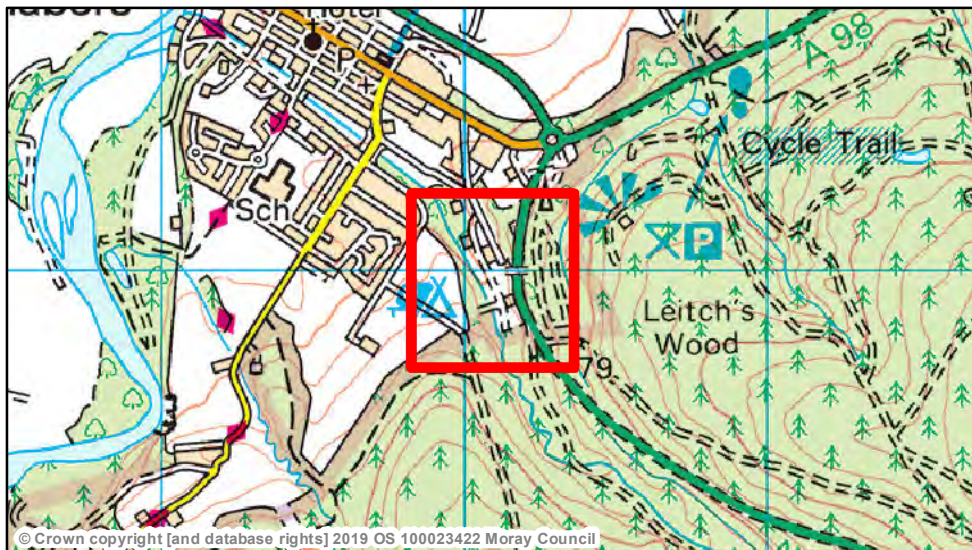 Hotel
P
A 98
Cycle Trail
Sch
P
Leitch's
Wood
79
© Crown copyright [and database rights] 2019 OS 100023422 Moray Council